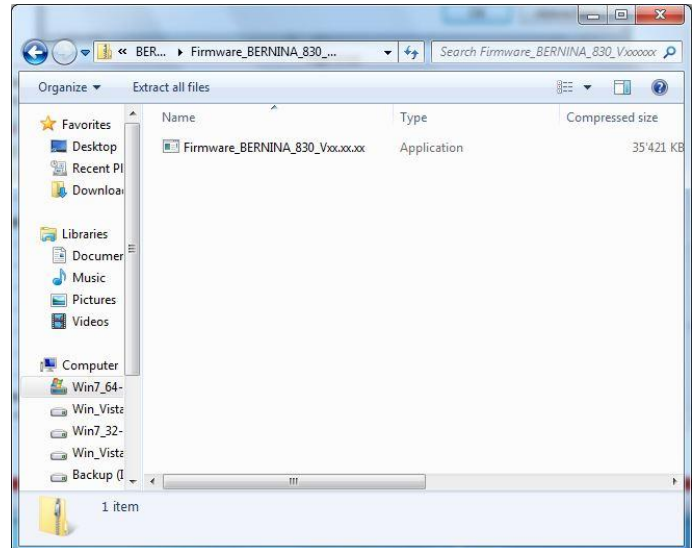 « BER... ▸ Firmware_BERNINA_830_...
Search Firmware_BERNINA_830_Vxxxxxx
Organize
Extract all files
Name
Type
Compressed size
Firmware_BERNINA_830_Vxx.xx.xx
Application
35'421 KB
Favorites
Desktop
Recent Pl
Downloa
Libraries
Documer
Music
Pictures
Videos
Computer
Win7_64-
Win_Vista
Win7_32-
Win_Vista
Backup (I
1 item